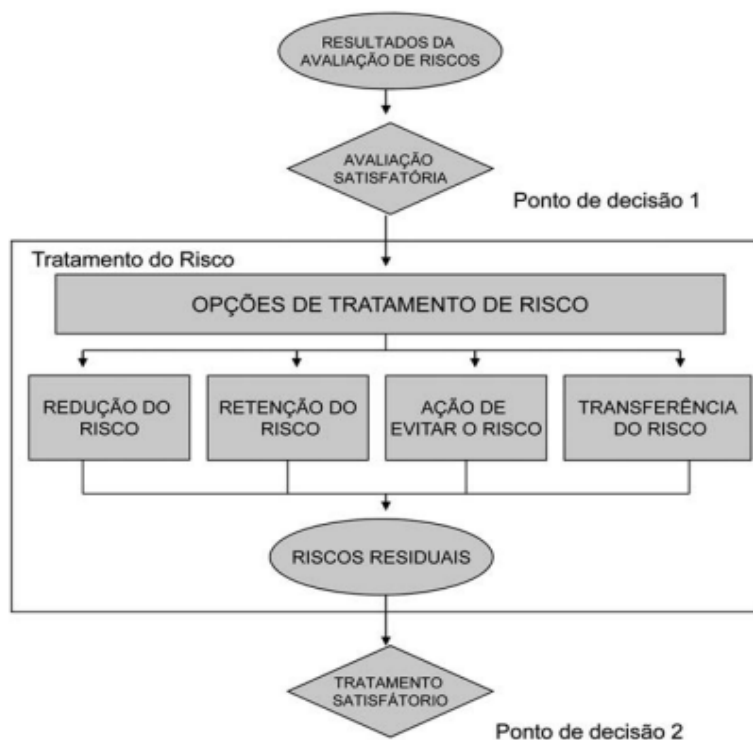 RESULTADOS DA
AVALIAÇÃO DE RISCOS
AVALIAÇÃO
SATISFATÓRIA
Ponto de decisão 1
Tratamento do Risco
OPÇÕES DE TRATAMENTO DE RISCO
REDUÇÃO DO
RISCO
RETENÇÃO DO
RISCO
AÇÃO DE
EVITAR O RISCO
TRANSFERÊNCIA
DO RISCO
RISCOS RESIDUAIS
TRATAMENTO
SATISFÁTORIO
Ponto de decisão 2